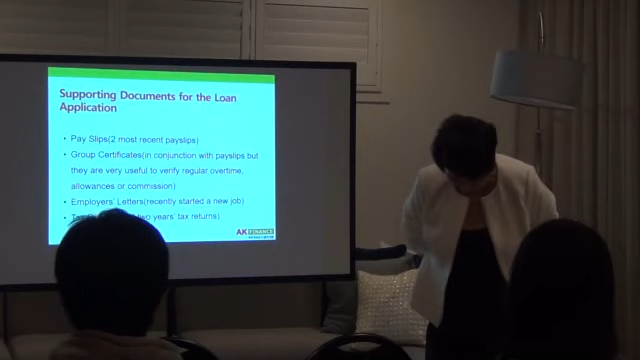 Supporting Documents for the Loan
Application
• Pay Slips(2 most recent payslips)
• Group Certificates(in conjunction with payslips but
they are very useful to verify regular overtime,
allowances or commission)
• Employers' Letters(recently started a new job)
• Tax two years' tax returns)
AK FINANCE